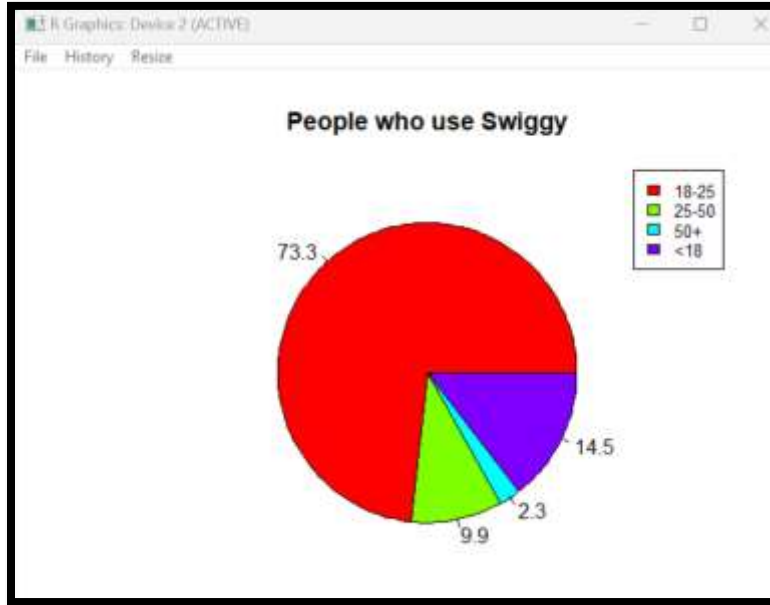 R Graphics: Device 2 (ACTIVE)
File History Resize
People who use Swiggy
18-25
25-50
50+
<18
73.3
14.5
2.3
9.9